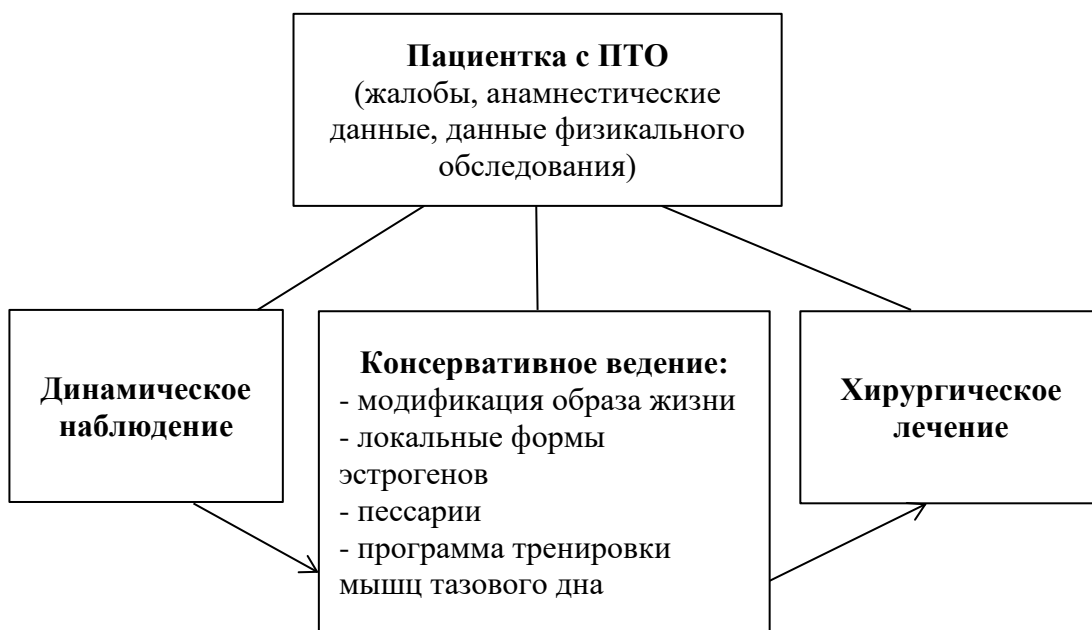 Пациентка с ПТО
(жалобы, анамнестические
данные, данные физикального
обследования)
Динамическое
наблюдение
Консервативное ведение:
- модификация образа жизни
- локальные формы
эстрогенов
- пессарии
- программа тренировки
мышц тазового дна
Хирургическое
лечение